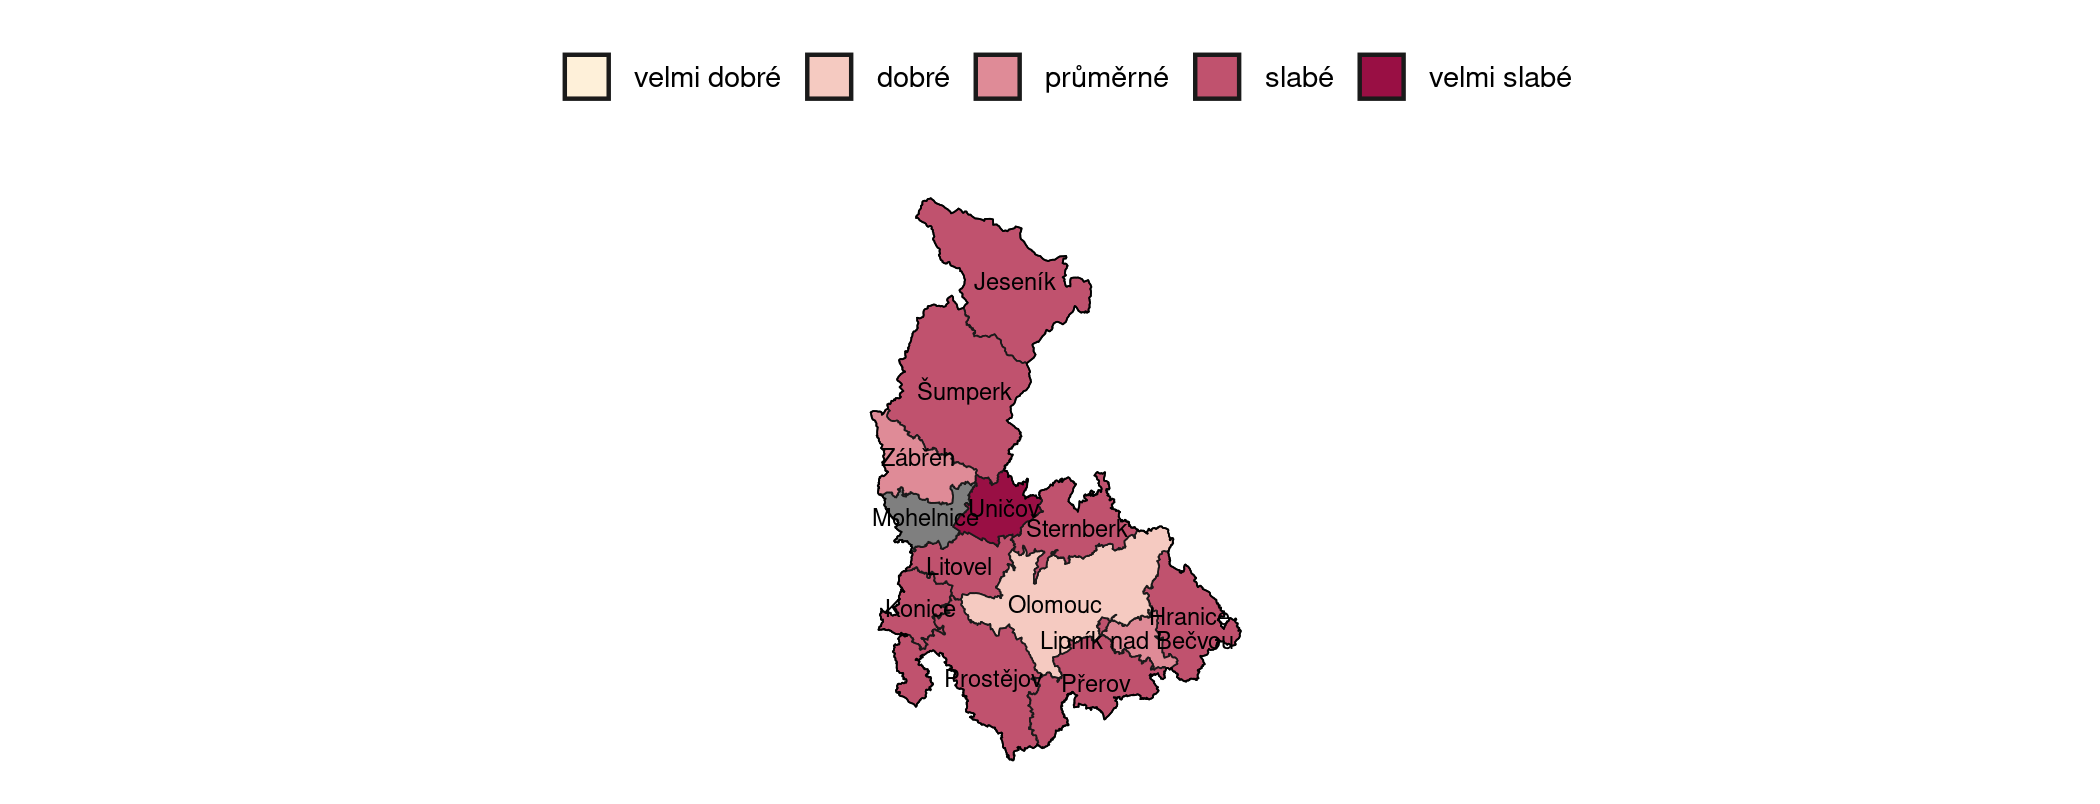 velmi dobré dobré průměrné slabé velmi slabé
Jeseník
Šumperk
Zábřeh
Uničov
Mohelnice
Šternberk
Litovel
Olomouc
Konice
Hranice
Lipník nad Bečvou
Prostějov
Přerov